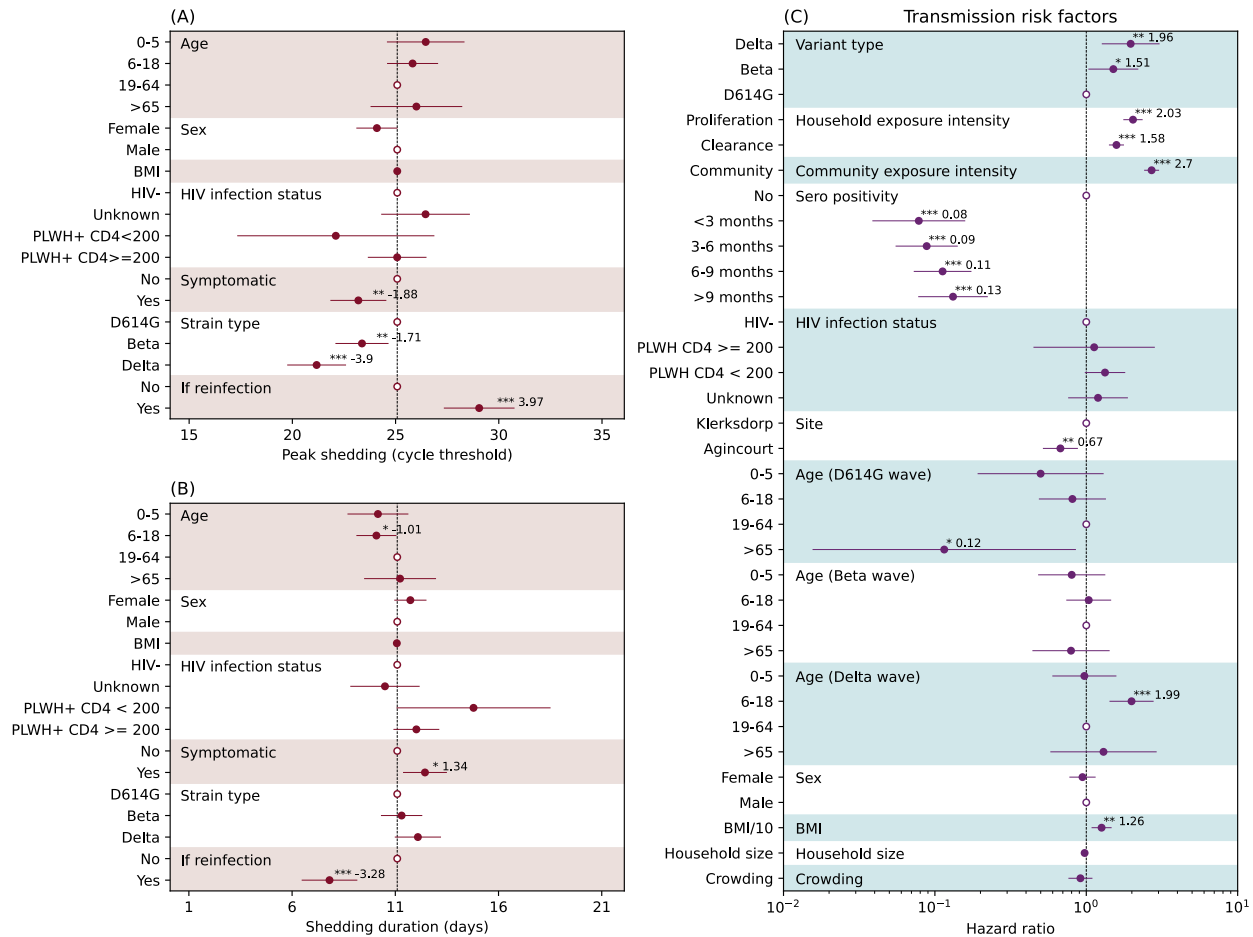 (A)
0-5
Age
6-18
19-64
>65
Female
Sex
Male
BMI
HIV-
HIV infection status
Unknown
PLWH+ CD4<200
PLWH+ CD4>=200
No
Symptomatic
Yes
** -1.88
D614G
Strain type
Beta
** -1.71
Delta
*** -3.9
No
If reinfection
Yes
*** 3.97
15 20 25 30 35
Peak shedding (cycle threshold)
(B)
0-5
Age
6-18
* -1.01
19-64
>65
Female
Sex
Male
BMI
HIV-
HIV infection status
Unknown
PLWH+ CD4 < 200
PLWH+ CD4 >= 200
No
Symptomatic
Yes
* 1.34
D614G
Strain type
Beta
Delta
No
If reinfection
Yes
*** -3.28
1 6 11 16 21
Shedding duration (days)
(C)
Transmission risk factors
Delta
Variant type
** 1.96
Beta
* 1.51
D614G
Proliferation
Household exposure intensity
*** 2.03
Clearance
*** 1.58
Community
Community exposure intensity
*** 2.7
No
Sero positivity
<3 months
*** 0.08
3-6 months
*** 0.09
6-9 months
*** 0.11
>9 months
*** 0.13
HIV-
HIV infection status
PLWH CD4 >= 200
PLWH CD4 < 200
Unknown
Klerksdorp
Site
Agincourt
** 0.67
0-5
Age (D614G wave)
6-18
19-64
>65
* 0.12
0-5
Age (Beta wave)
6-18
19-64
>65
0-5
Age (Delta wave)
6-18
*** 1.99
19-64
>65
Female
Sex
Male
BMI/10
BMI
** 1.26
Household size
Household size
Crowding
Crowding
10⁻² 10⁻¹ 10⁰ 10¹
Hazard ratio